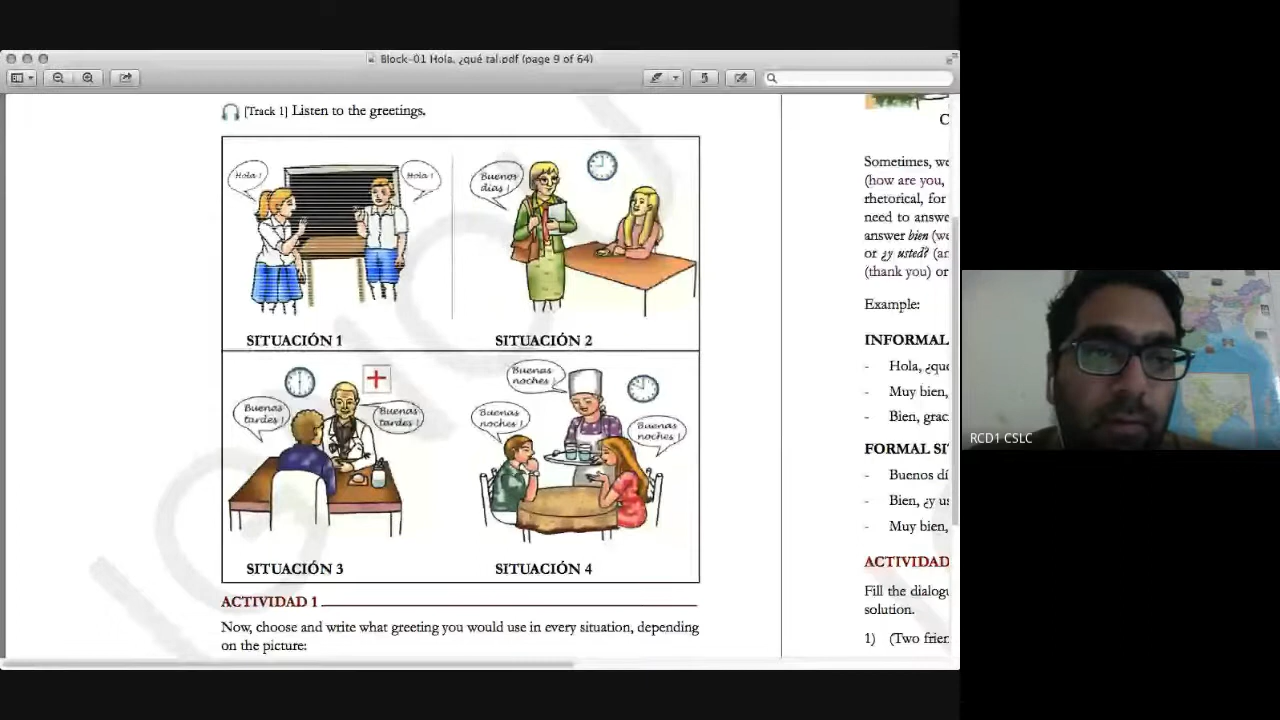 Block-01 Hola, ¿qué tal.pdf (page 9 of 64)
[Track 1] Listen to the greetings.
Hola !
Hola !
Buenos
días !
SITUACIÓN 1
SITUACIÓN 2
Buenas
tardes !
Buenas
tardes !
Buenas
noches !
Buenas
noches !
Buenas
noches !
SITUACIÓN 3
SITUACIÓN 4
ACTIVIDAD 1
Now, choose and write what greeting you would use in every situation, depending
on the picture:
C
Sometimes, we
(how are you,
rhetorical, for
need to answe
answer bien (we
or ¿y usted? (an
(thank you) or
Example:
INFORMAL
- Hola, ¿que
- Muy bien,
- Bien, grac
FORMAL SI
- Buenos dí
- Bien, ¿y us
- Muy bien,
ACTIVIDAD
Fill the dialogu
solution.
1) (Two frien
RCD1 CSLC